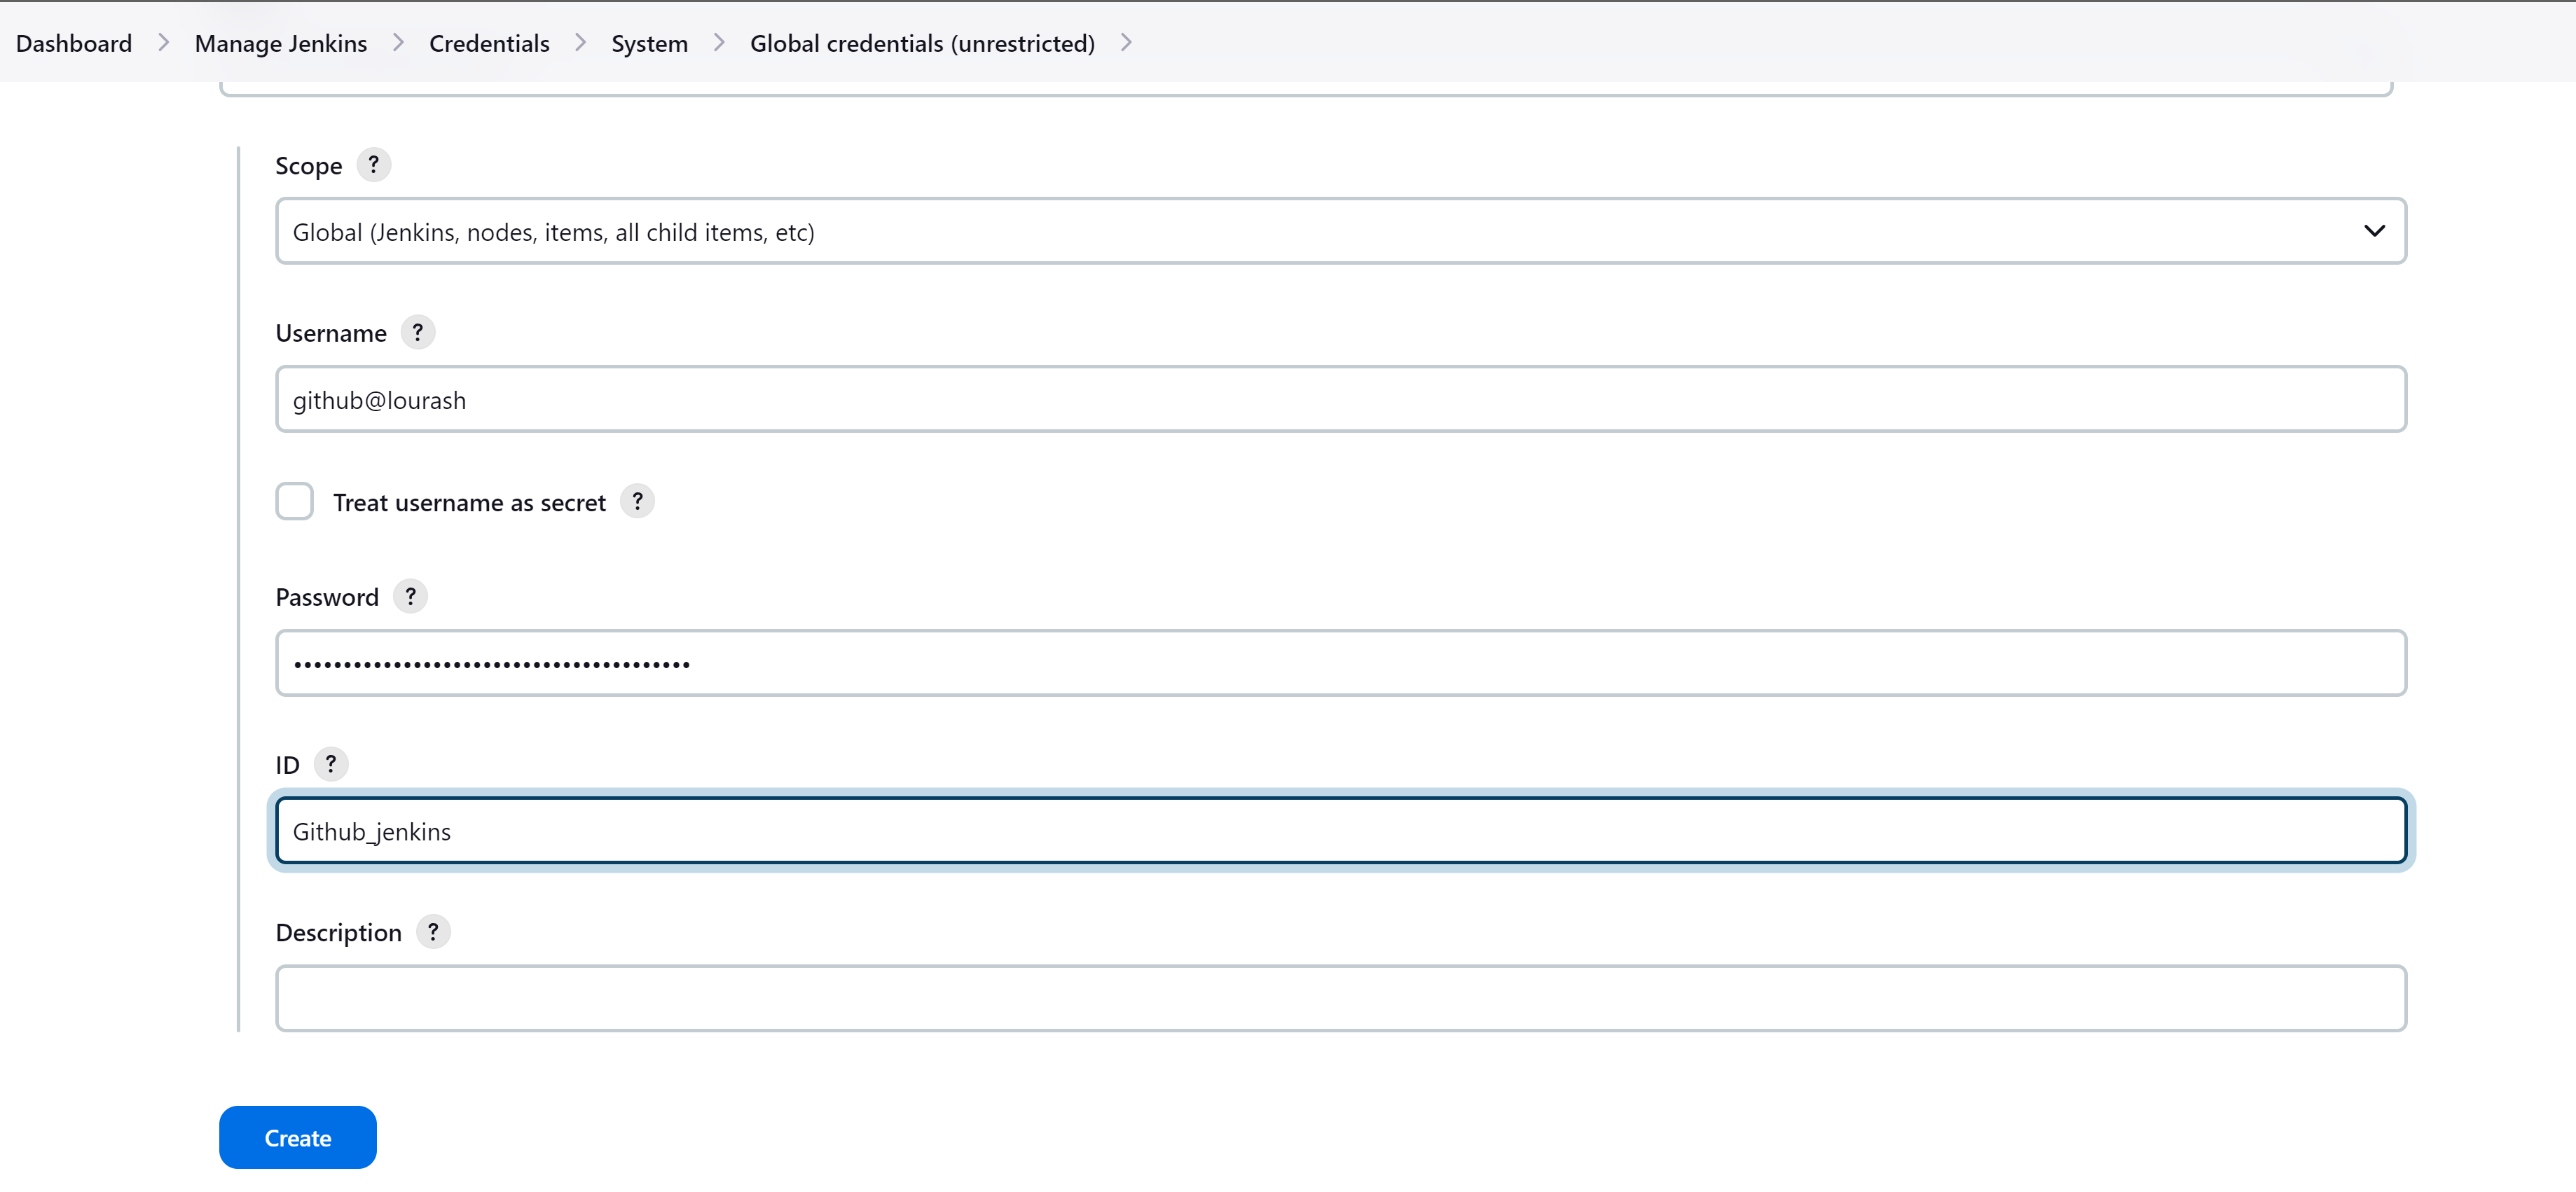 Dashboard > Manage Jenkins > Credentials > System > Global credentials (unrestricted) >
Scope ?
Global (Jenkins, nodes, items, all child items, etc)
Username ?
github@lourash
Treat username as secret ?
Password ?
••••••••••••••••••••••••••••••••••••••••
ID ?
Github_jenkins
Description ?
Create